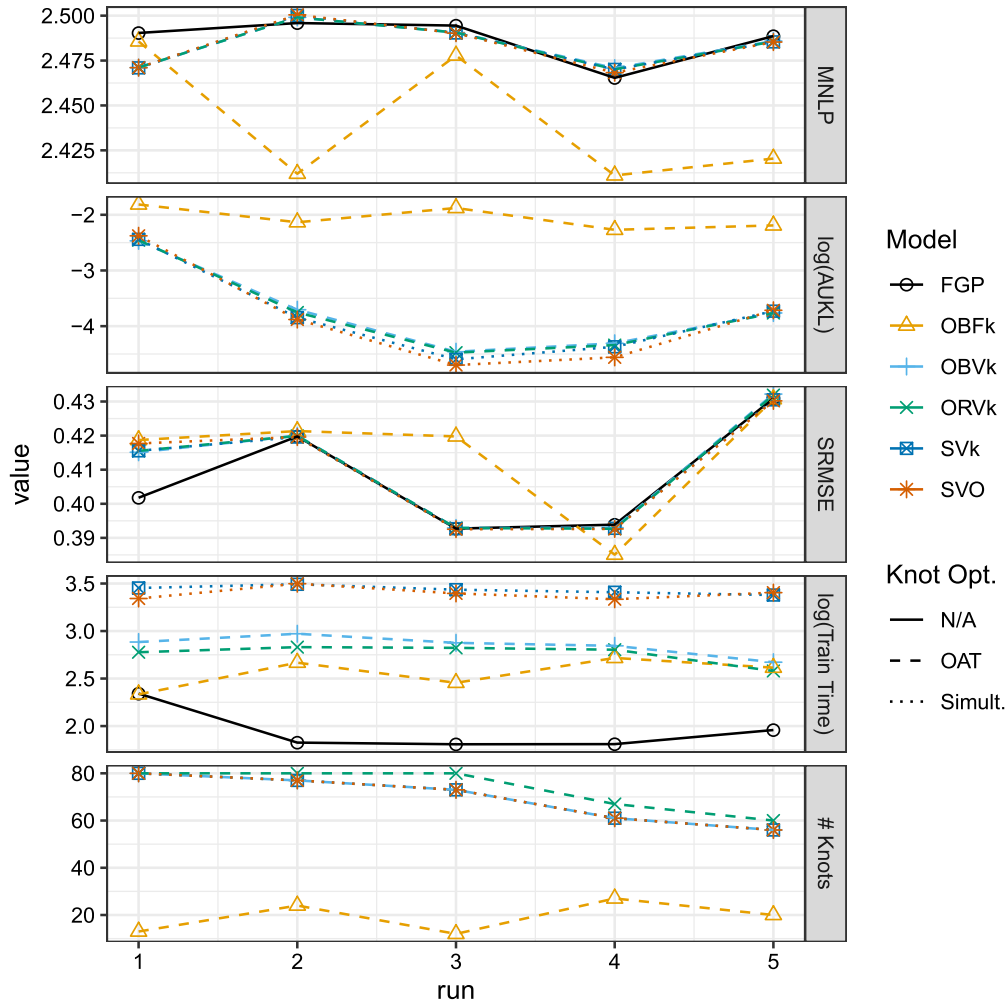 value
2.500
2.475
2.450
2.425
MNLP
−2
−3
−4
log(AUKL)
0.43
0.42
0.41
0.40
0.39
SRMSE
3.5
3.0
2.5
2.0
log(Train Time)
80
60
40
20
# Knots
1 2 3 4 5
run
Model
FGP
OBFk
OBVk
ORVk
SVk
SVO
Knot Opt.
N/A
OAT
Simult.